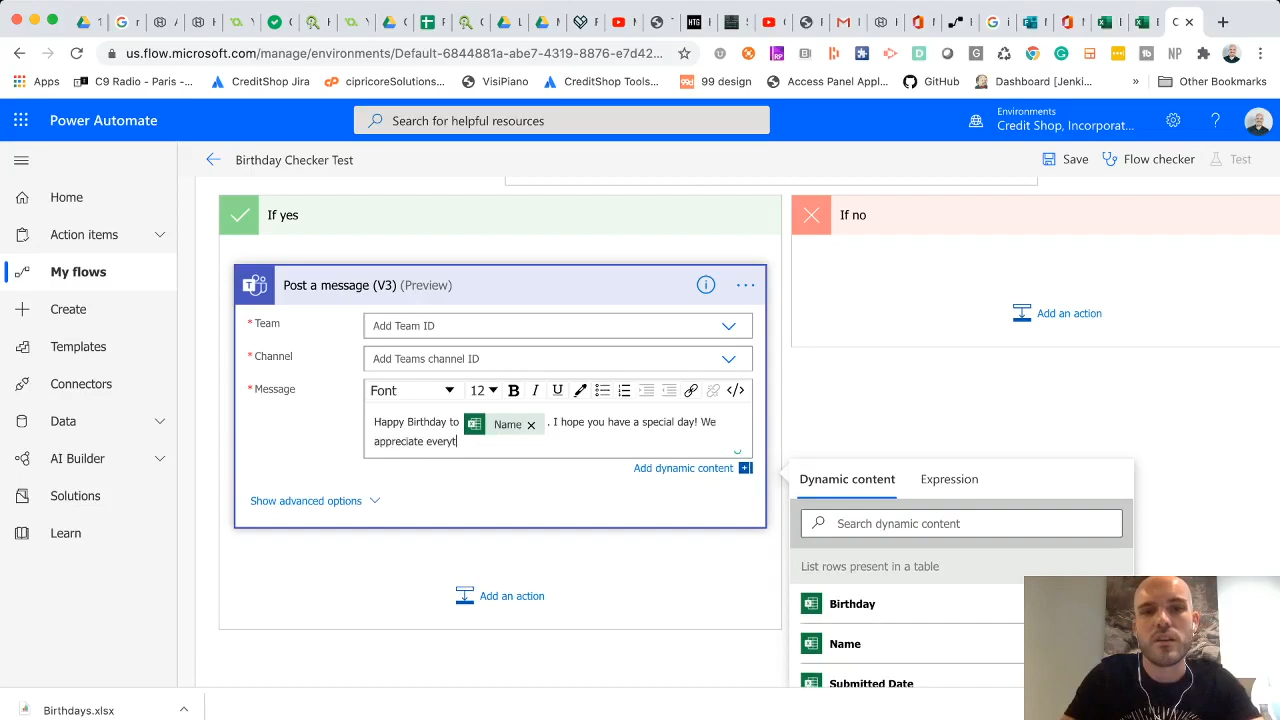 us.flow.microsoft.com/manage/environments/Default-6844881a-abe7-4319-8876-e7d42...
Apps
C9 Radio - Paris -...
CreditShop Jira
cipricoreSolutions...
VisiPiano
CreditShop Tools...
99 design
Access Panel Appl...
GitHub
Dashboard [Jenki...
»
Other Bookmarks
Power Automate
Search for helpful resources
Environments
Credit Shop, Incorporat...
Birthday Checker Test
Save
Flow checker
Test
Home
Action items
My flows
Create
Templates
Connectors
Data
AI Builder
Solutions
Learn
If yes
If no
Post a message (V3) (Preview)
* Team
Add Team ID
* Channel
Add Teams channel ID
* Message
Font 12 B I U </>
Happy Birthday to Name × , I hope you have a special day! We
appreciate everyt
Add dynamic content
Show advanced options
Add an action
Add an action
Dynamic content
Expression
Search dynamic content
List rows present in a table
Birthday
Name
Submitted Date
Birthdays.xlsx